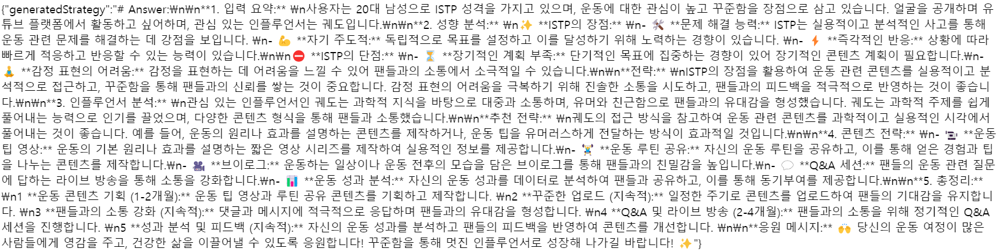 {"generatedStrategy":"# Answer:₩n₩n**1. 입력 요약:** ₩n사용자는 20대 남성으로 ISTP 성격을 가지고 있으며, 운동에 대한 관심이 높고 꾸준함을 장점으로 삼고 있습니다. 얼굴을 공개하며 유
튜브 플랫폼에서 활동하고 싶어하며, 관심 있는 인플루언서는 궤도입니다.₩n₩n**2. 성향 분석:** ₩n✨ **ISTP의 장점:** ₩n- 🛠 **문제 해결 능력:** ISTP는 실용적이고 분석적인 사고를 통해
운동 관련 문제를 해결하는 데 강점을 보입니다. ₩n- 💪 **자기 주도적:** 독립적으로 목표를 설정하고 이를 달성하기 위해 노력하는 경향이 있습니다. ₩n- ⚡ **즉각적인 반응:** 상황에 따라
빠르게 적응하고 반응할 수 있는 능력이 있습니다.₩n₩n⛔ **ISTP의 단점:** ₩n- ⏳ **장기적인 계획 부족:** 단기적인 목표에 집중하는 경향이 있어 장기적인 콘텐츠 계획이 필요합니다.₩n-
🧘 **감정 표현의 어려움:** 감정을 표현하는 데 어려움을 느낄 수 있어 팬들과의 소통에서 소극적일 수 있습니다.₩n₩n**전략:** ₩nISTP의 장점을 활용하여 운동 관련 콘텐츠를 실용적이고 분
석적으로 접근하고, 꾸준함을 통해 팬들과의 신뢰를 쌓는 것이 중요합니다. 감정 표현의 어려움을 극복하기 위해 진솔한 소통을 시도하고, 팬들과의 피드백을 적극적으로 반영하는 것이 좋습니
다.₩n₩n**3. 인플루언서 분석:** ₩n관심 있는 인플루언서인 궤도는 과학적 지식을 바탕으로 대중과 소통하며, 유머와 친근함으로 팬들과의 유대감을 형성했습니다. 궤도는 과학적 주제를 쉽게
풀어내는 능력으로 인기를 끌었으며, 다양한 콘텐츠 형식을 통해 팬들과 소통했습니다.₩n₩n**추천 전략:** ₩n궤도의 접근 방식을 참고하여 운동 관련 콘텐츠를 과학적이고 실용적인 시각에서
풀어내는 것이 좋습니다. 예를 들어, 운동의 원리나 효과를 설명하는 콘텐츠를 제작하거나, 운동 팁을 유머러스하게 전달하는 방식이 효과적일 것입니다.₩n₩n**4. 콘텐츠 전략:** ₩n- 📹 **운동
팁 영상:** 운동의 기본 원리나 효과를 설명하는 짧은 영상 시리즈를 제작하여 실용적인 정보를 제공합니다.₩n- 🏋️ **운동 루틴 공유:** 자신의 운동 루틴을 공유하고, 이를 통해 얻은 경험과 팁
을 나누는 콘텐츠를 제작합니다.₩n- 🎥 **브이로그:** 운동하는 일상이나 운동 전후의 모습을 담은 브이로그를 통해 팬들과의 친밀감을 높입니다.₩n- 💬 **Q&A 세션:** 팬들의 운동 관련 질문
에 답하는 라이브 방송을 통해 소통을 강화합니다.₩n- 📊 **운동 성과 분석:** 자신의 운동 성과를 데이터로 분석하여 팬들과 공유하고, 이를 통해 동기부여를 제공합니다.₩n₩n**5. 총정리:**
₩n1 **운동 콘텐츠 기획 (1-2개월):** 운동 팁 영상과 루틴 공유 콘텐츠를 기획하고 제작합니다. ₩n2 **꾸준한 업로드 (지속적):** 일정한 주기로 콘텐츠를 업로드하여 팬들의 기대감을 유지합니
다. ₩n3 **팬들과의 소통 강화 (지속적):** 댓글과 메시지에 적극적으로 응답하며 팬들과의 유대감을 형성합니다. ₩n4 **Q&A 및 라이브 방송 (2-4개월):** 팬들과의 소통을 위해 정기적인 Q&A
세션을 진행합니다. ₩n5 **성과 분석 및 피드백 (지속적):** 자신의 운동 성과를 분석하고 팬들의 피드백을 반영하여 콘텐츠를 개선합니다. ₩n₩n**응원 메시지:** 🙌 당신의 운동 여정이 많은
사람들에게 영감을 주고, 건강한 삶을 이끌어낼 수 있도록 응원합니다! 꾸준함을 통해 멋진 인플루언서로 성장해 나가길 바랍니다! ✨"}